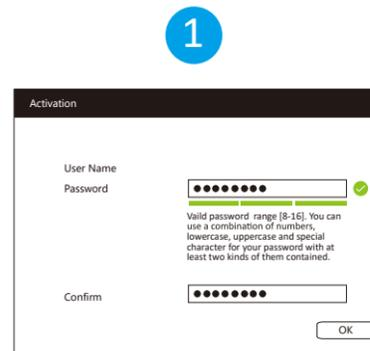 1
Activation
User Name
Password
●●●●●●●●
Vaild password range [8-16]. You can
use a combination of numbers,
lowercase, uppercase and special
character for your password with at
least two kinds of them contained.
Confirm
●●●●●●●●
OK